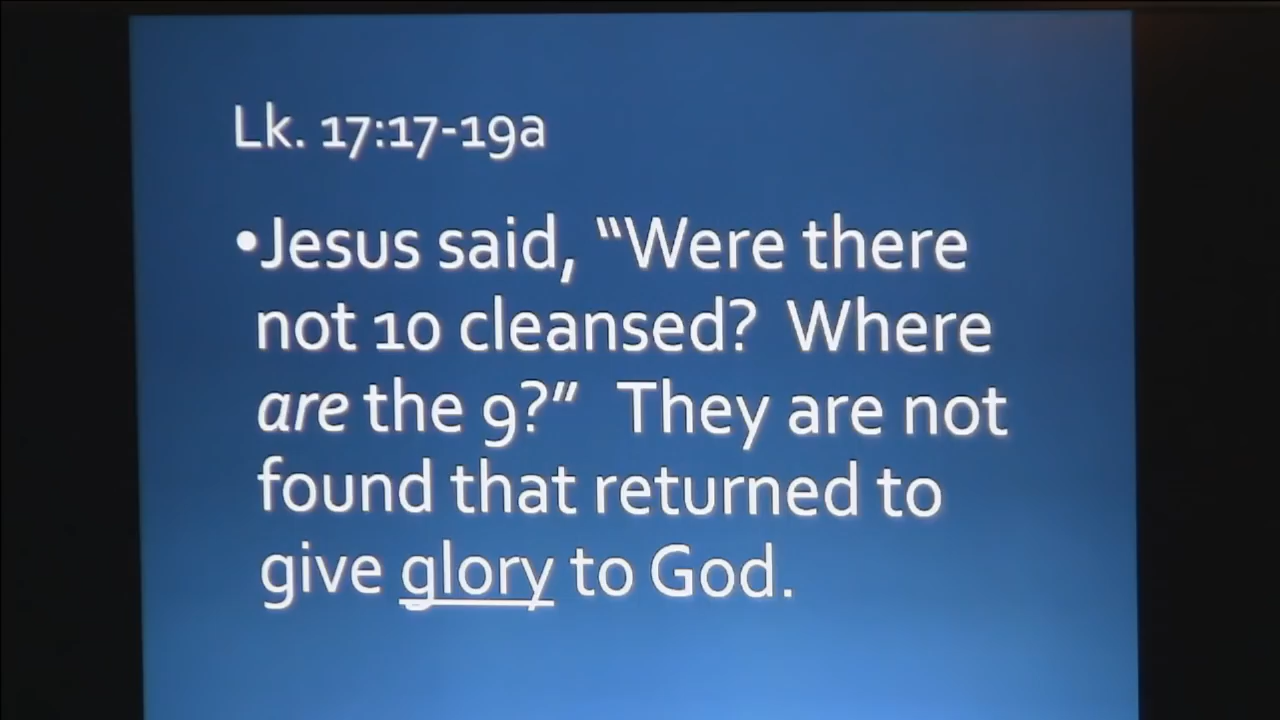 Lk. 17:17-19a
•Jesus said, “Were there
not 10 cleansed?  Where
are the 9?”  They are not
found that returned to
give glory to God.